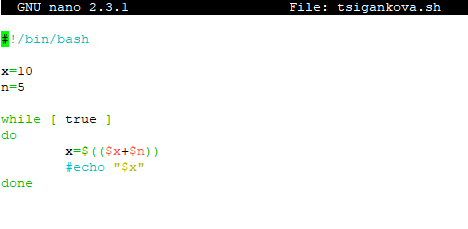 GNU nano 2.3.1 File: tsigankova.sh
#!/bin/bash
x=10
n=5
while [ true ]
do
x=$(($x+$n))
#echo "$x"
done